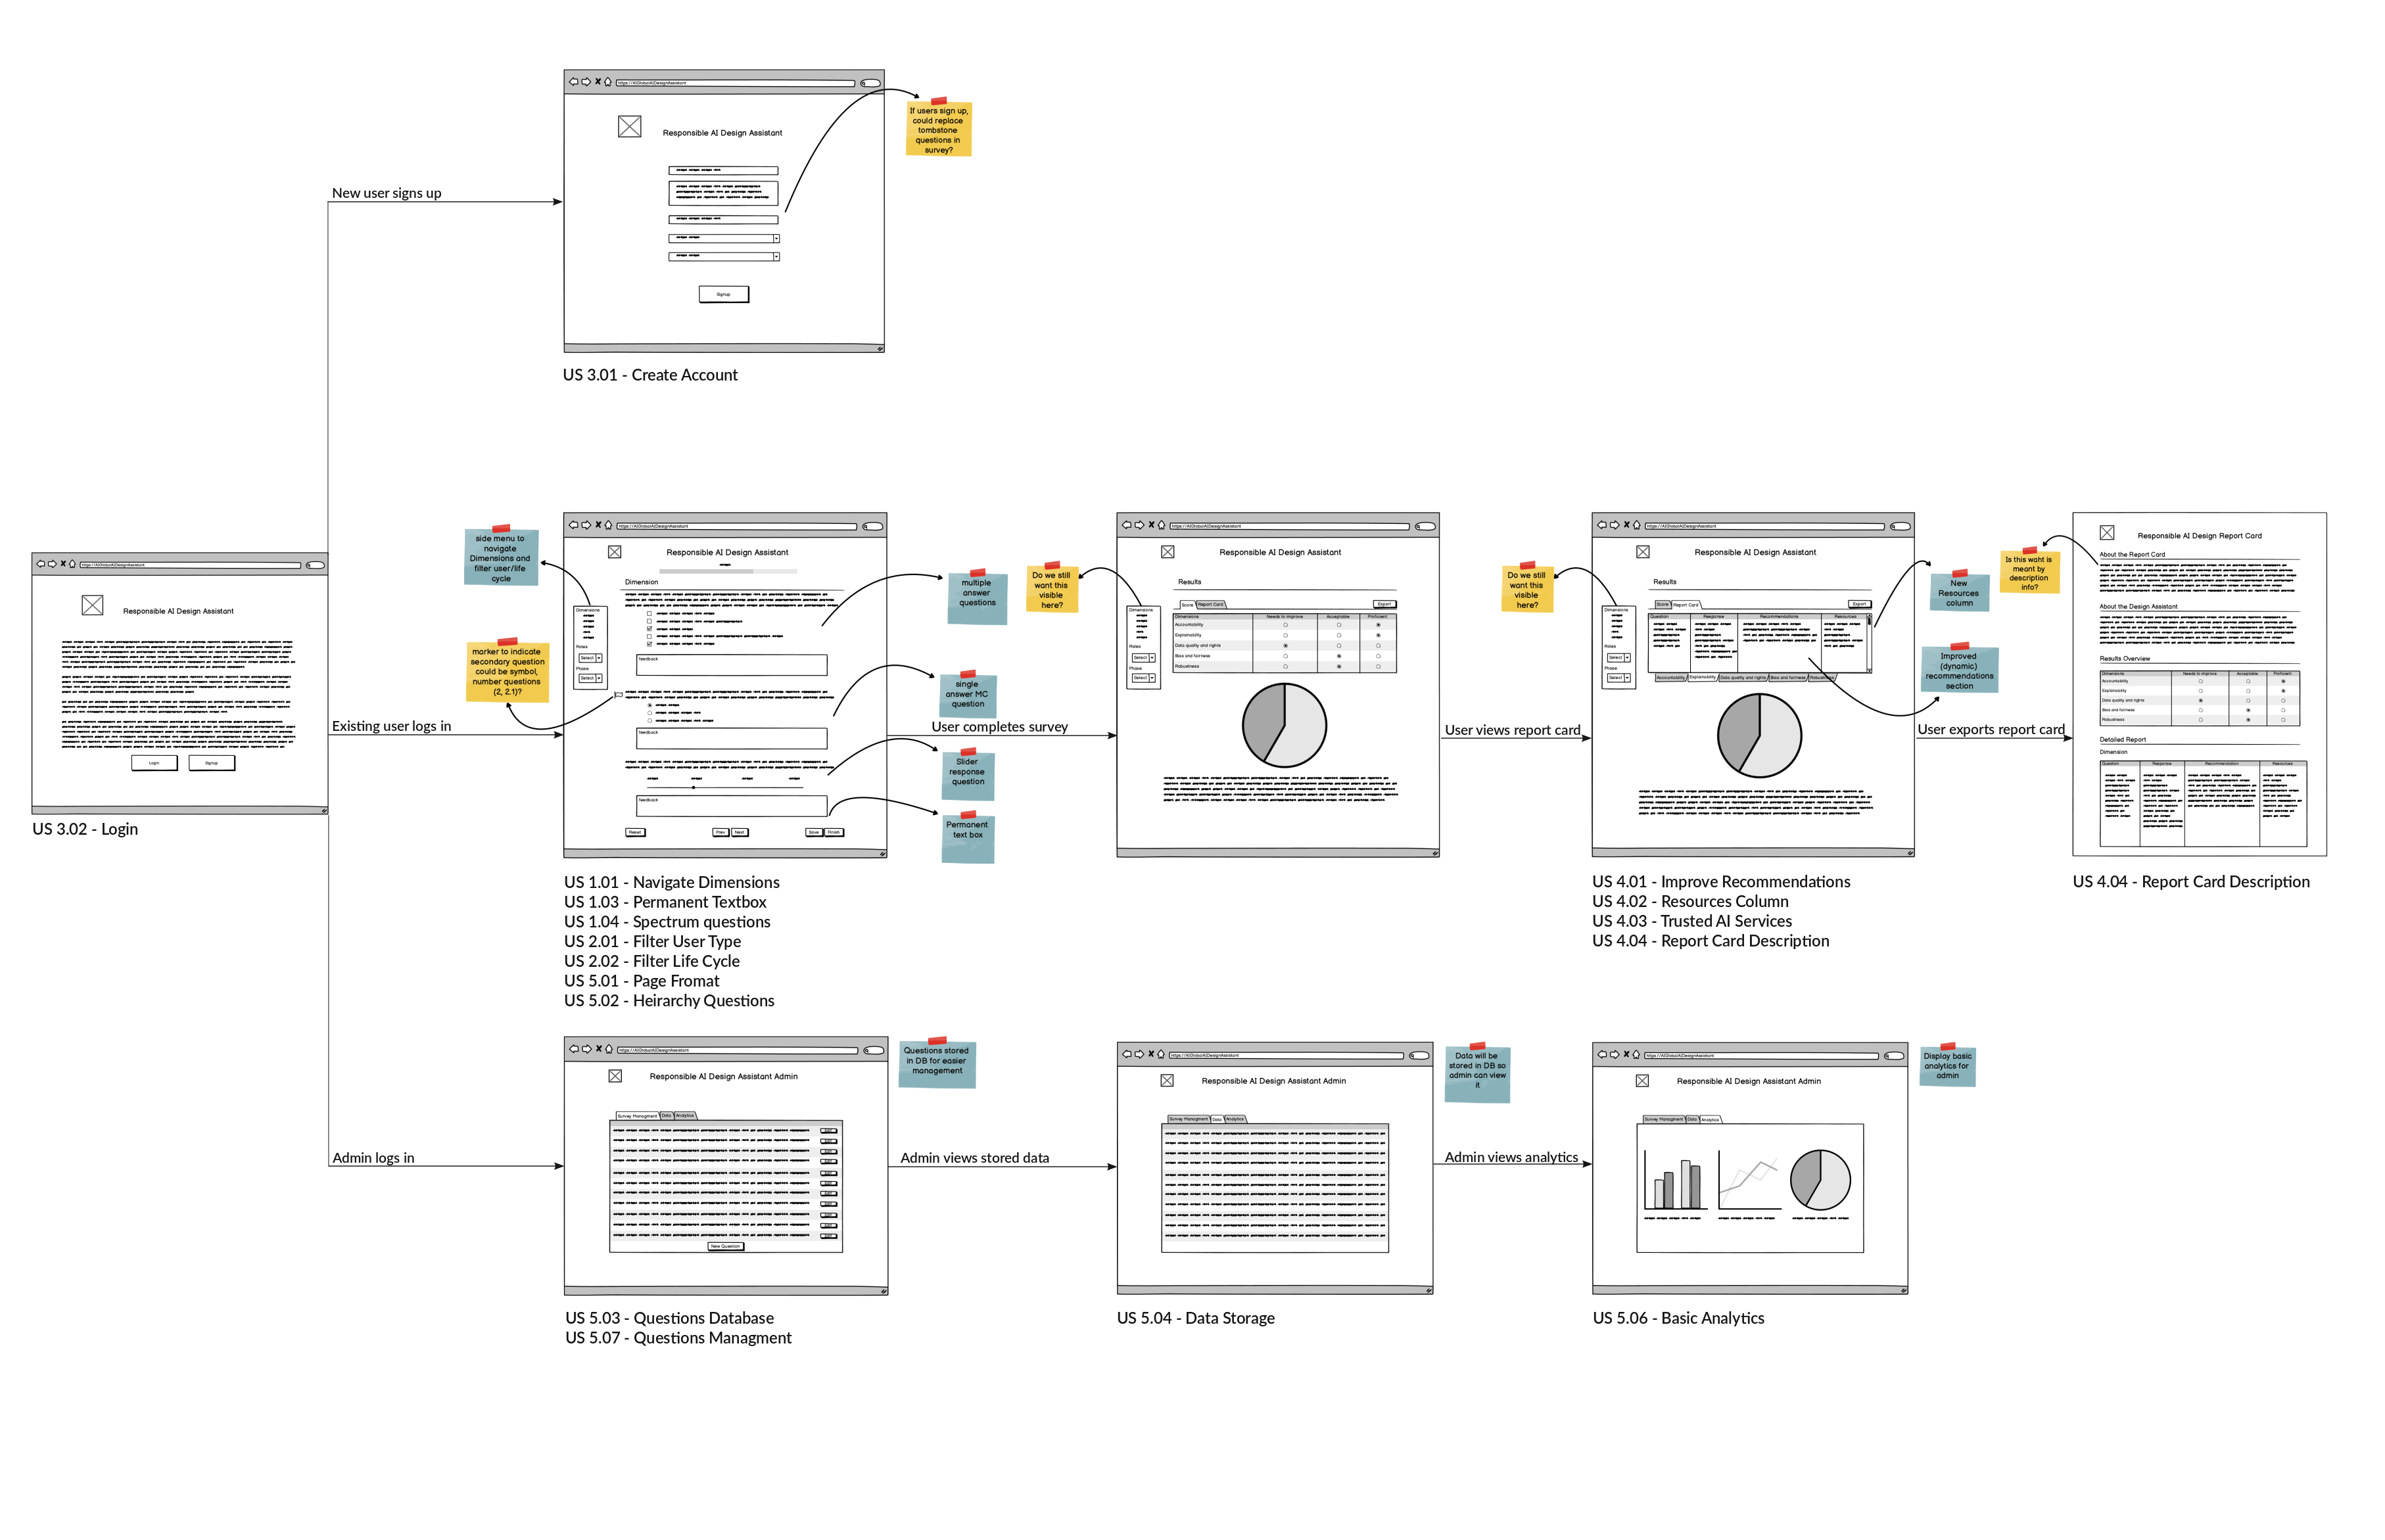 https://AIGlobalAIDesignAssistant
Responsible AI Design Assistant
Signup
If users sign up,
could replace
tombstone
questions in
survey?
New user signs up
US 3.01 - Create Account
https://AIGlobalAIDesignAssistant
Responsible AI Design Assistant
Login
Signup
US 3.02 - Login
Existing user logs in
side menu to
navigate
Dimensions and
filter user/life
cycle
marker to indicate
secondary question
could be symbol,
number questions
(2, 2.1)?
https://AIGlobalAIDesignAssistant
Responsible AI Design Assistant
Dimension
Dimensions
Roles
Select
Phase
Select
feedback
feedback
feedback
Reset
Prev
Next
Save
Finish
multiple
answer
questions
single
answer MC
question
Slider
response
question
Permanent
text box
US 1.01 - Navigate Dimensions
US 1.03 - Permanent Textbox
US 1.04 - Spectrum questions
US 2.01 - Filter User Type
US 2.02 - Filter Life Cycle
US 5.01 - Page Fromat
US 5.02 - Heirarchy Questions
User completes survey
Do we still
want this
visible
here?
https://AIGlobalAIDesignAssistant
Responsible AI Design Assistant
Results
Score Report Card
Export
Dimensions
Roles
Select
Phase
Select
Dimensions Needs to improve Acceptable Proficient
Accountability
Explainability
Data quality and rights
Bias and fairness
Robustness
User views report card
Do we still
want this
visible
here?
https://AIGlobalAIDesignAssistant
Responsible AI Design Assistant
Results
Score Report Card
Export
Dimensions
Roles
Select
Phase
Select
Question Response Recommendations Resources
Accountability Explainability Data quality and rights Bias and fairness Robustness
New
Resources
column
Improved
(dynamic)
recommendations
section
US 4.01 - Improve Recommendations
US 4.02 - Resources Column
US 4.03 - Trusted AI Services
US 4.04 - Report Card Description
User exports report card
Is this waht is
meant by
description
info?
Responsible AI Design Report Card
About the Report Card
About the Design Assistant
Results Overview
Dimensions Needs to improve Acceptable Proficient
Accountability
Explainability
Data quality and rights
Bias and fairness
Robustness
Detailed Report
Dimension
Question Response Recommendation Resources
US 4.04 - Report Card Description
Admin logs in
https://AIGlobalAIDesignAssistant
Responsible AI Design Assistant Admin
Survey Managment Data Analytics
New Question
Questions stored
in DB for easier
management
US 5.03 - Questions Database
US 5.07 - Questions Managment
Admin views stored data
https://AIGlobalAIDesignAssistant
Responsible AI Design Assistant Admin
Survey Managment Data Analytics
Data will be
stored in DB so
admin can view
it
US 5.04 - Data Storage
Admin views analytics
https://AIGlobalAIDesignAssistant
Responsible AI Design Assistant Admin
Survey Managment Data Analytics
Display basic
analytics for
admin
US 5.06 - Basic Analytics